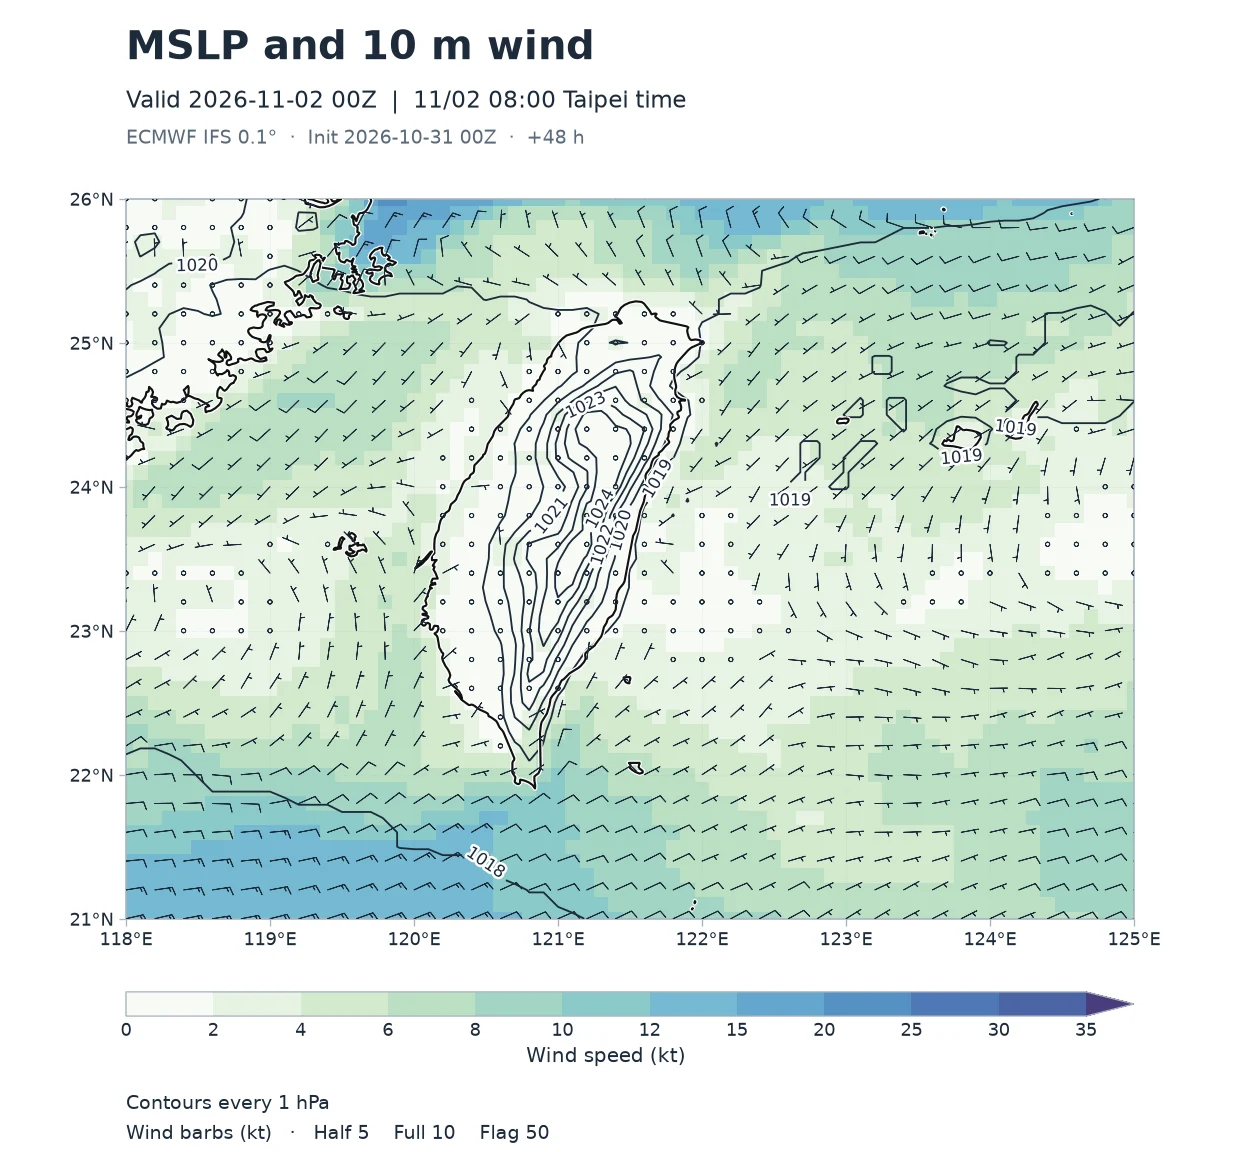 MSLP and 10 m wind
Valid 2026-11-02 00Z | 11/02 08:00 Taipei time
ECMWF IFS 0.1° · Init 2026-10-31 00Z · +48 h
26°N
25°N
24°N
23°N
22°N
21°N
1020
1023
1019
1019
1019
1019
1021
1024
1022
1020
1018
118°E 119°E 120°E 121°E 122°E 123°E 124°E 125°E
0 2 4 6 8 10 12 15 20 25 30 35
Wind speed (kt)
Contours every 1 hPa
Wind barbs (kt) · Half 5 Full 10 Flag 50